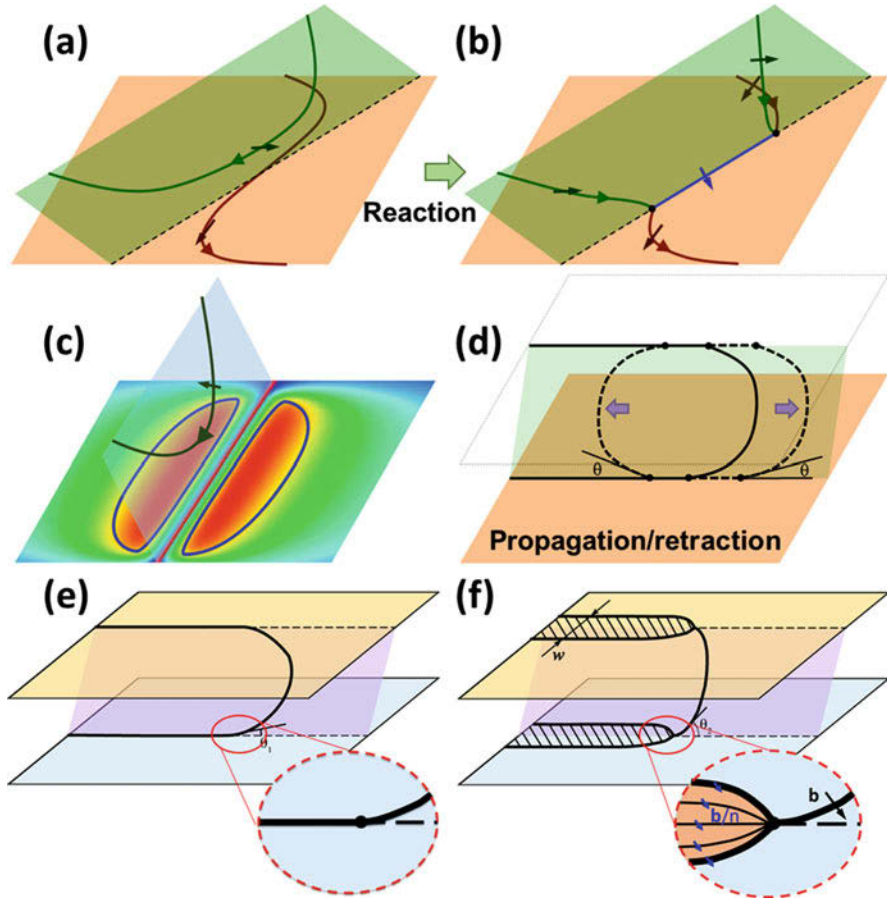 (a)
(b)
Reaction
(c)
(d)
θ
θ
Propagation/retraction
(e)
(f)
w
θ₁
θ₂
b
b/n